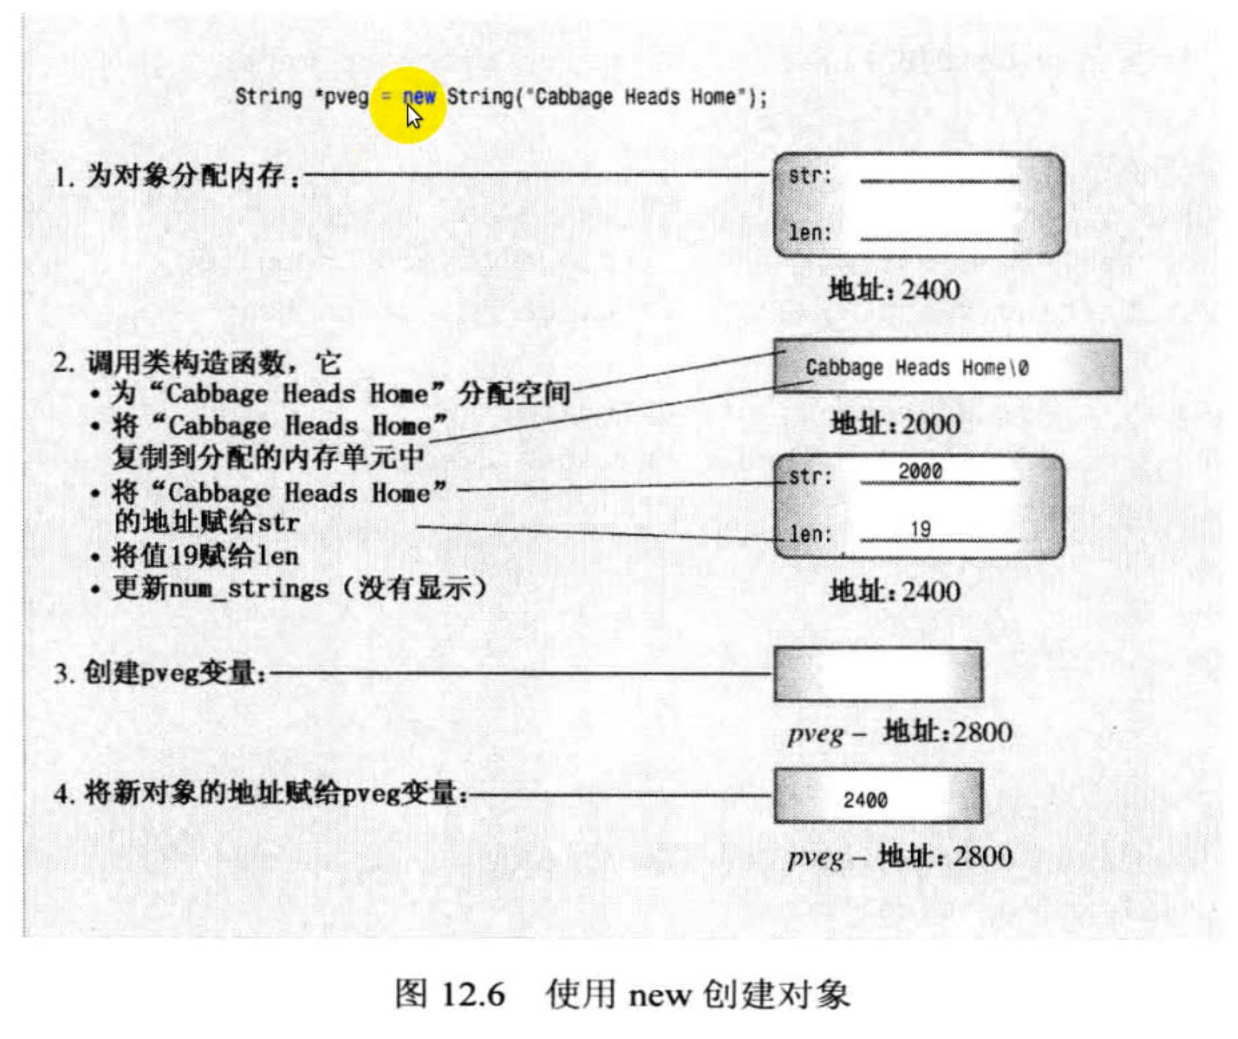 String *pveg = new String("Cabbage Heads Home");
1. 为对象分配内存：
str:
len:
地址：2400
2. 调用类构造函数，它
• 为“Cabbage Heads Home”分配空间
• 将“Cabbage Heads Home”
复制到分配的内存单元中
• 将“Cabbage Heads Home”
的地址赋给str
• 将值19赋给len
• 更新num_strings（没有显示）
Cabbage Heads Home\0
地址：2000
str: 2000
len: 19
地址：2400
3. 创建pveg变量：
pveg – 地址：2800
4. 将新对象的地址赋给pveg变量：
2400
pveg – 地址：2800
图 12.6 使用 new 创建对象